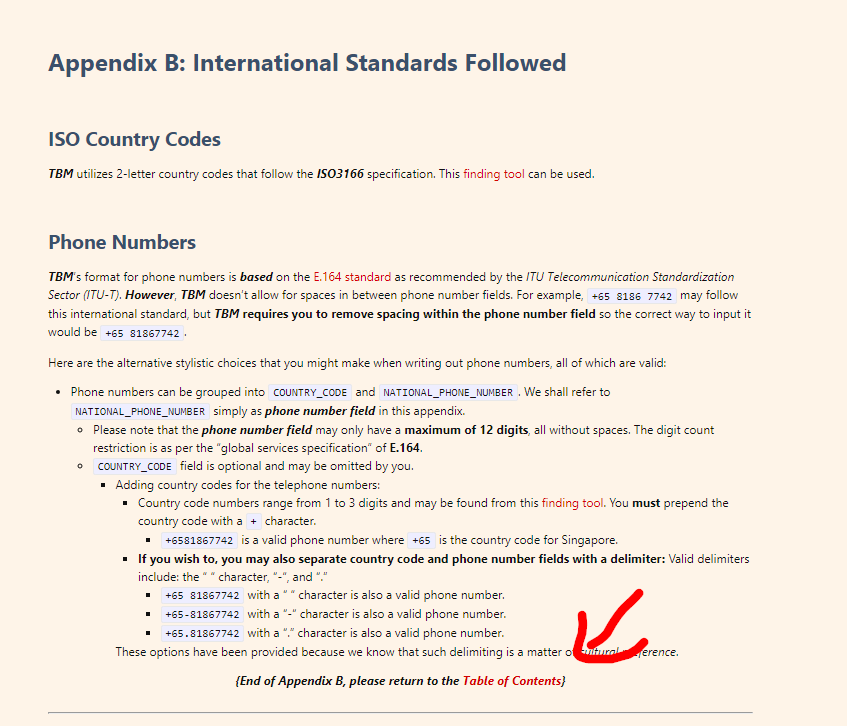 Appendix B: International Standards Followed
ISO Country Codes
TBM utilizes 2-letter country codes that follow the ISO3166 specification. This finding tool can be used.
Phone Numbers
TBM's format for phone numbers is based on the E.164 standard as recommended by the ITU Telecommunication Standardization
Sector (ITU-T). However, TBM doesn't allow for spaces in between phone number fields. For example, +65 8186 7742 may follow
this international standard, but TBM requires you to remove spacing within the phone number field so the correct way to input it
would be +65 81867742.
Here are the alternative stylistic choices that you might make when writing out phone numbers, all of which are valid:
• Phone numbers can be grouped into COUNTRY_CODE and NATIONAL_PHONE_NUMBER. We shall refer to
NATIONAL_PHONE_NUMBER simply as phone number field in this appendix.
◦ Please note that the phone number field may only have a maximum of 12 digits, all without spaces. The digit count
restriction is as per the “global services specification” of E.164.
◦ COUNTRY_CODE field is optional and may be omitted by you.
▪ Adding country codes for the telephone numbers:
▪ Country code numbers range from 1 to 3 digits and may be found from this finding tool. You must prepend the
country code with a + character.
▪ +6581867742 is a valid phone number where +65 is the country code for Singapore.
▪ If you wish to, you may also separate country code and phone number fields with a delimiter: Valid delimiters
include: the “ ” character, “-”, and “.”
▪ +65 81867742 with a “ “ character is also a valid phone number.
▪ +65-81867742 with a “-” character is also a valid phone number.
▪ +65.81867742 with a “.” character is also a valid phone number.
These options have been provided because we know that such delimiting is a matter of cultural preference.
{End of Appendix B, please return to the Table of Contents}